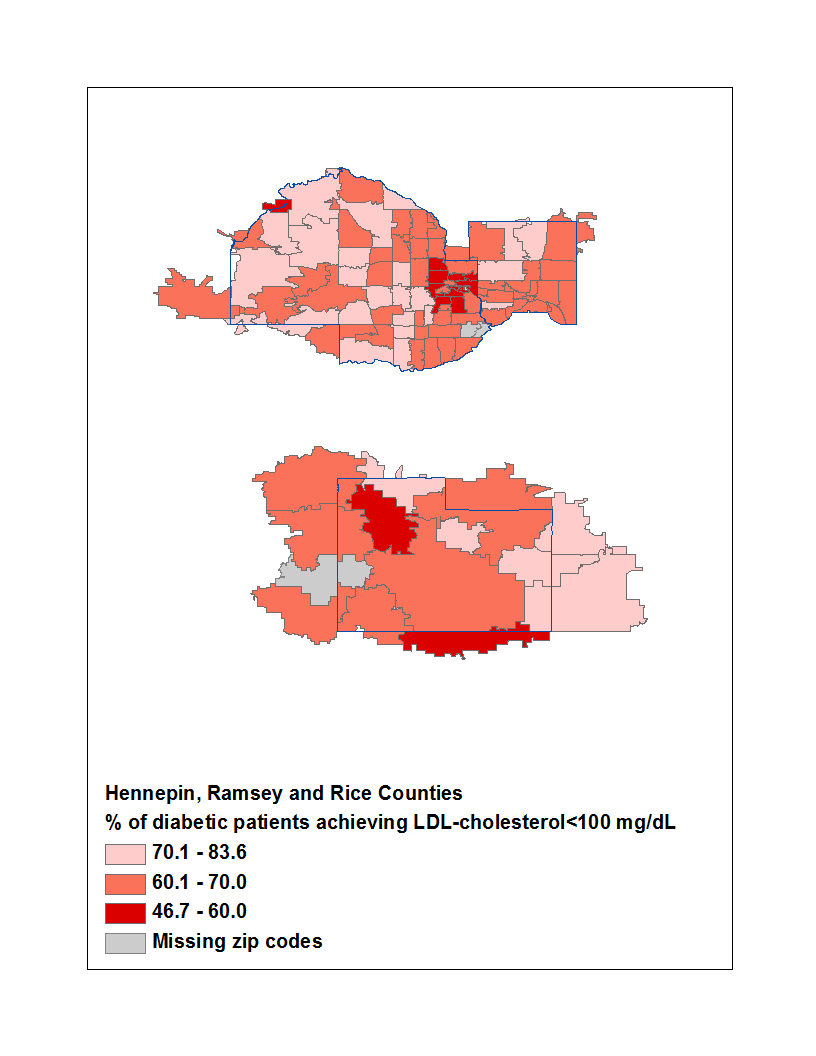 Hennepin, Ramsey and Rice Counties
% of diabetic patients achieving LDL-cholesterol<100 mg/dL
70.1 - 83.6
60.1 - 70.0
46.7 - 60.0
Missing zip codes